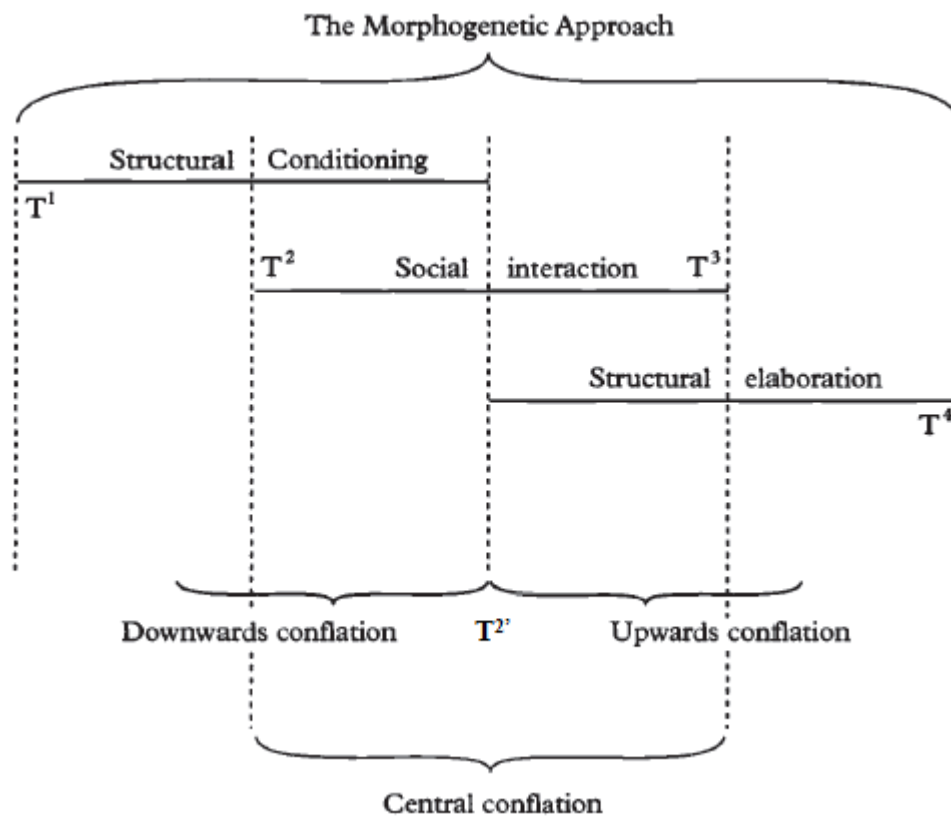 The Morphogenetic Approach
Structural Conditioning
T¹
T² Social interaction T³
Structural elaboration
T⁴
Downwards conflation T²’ Upwards conflation
Central conflation